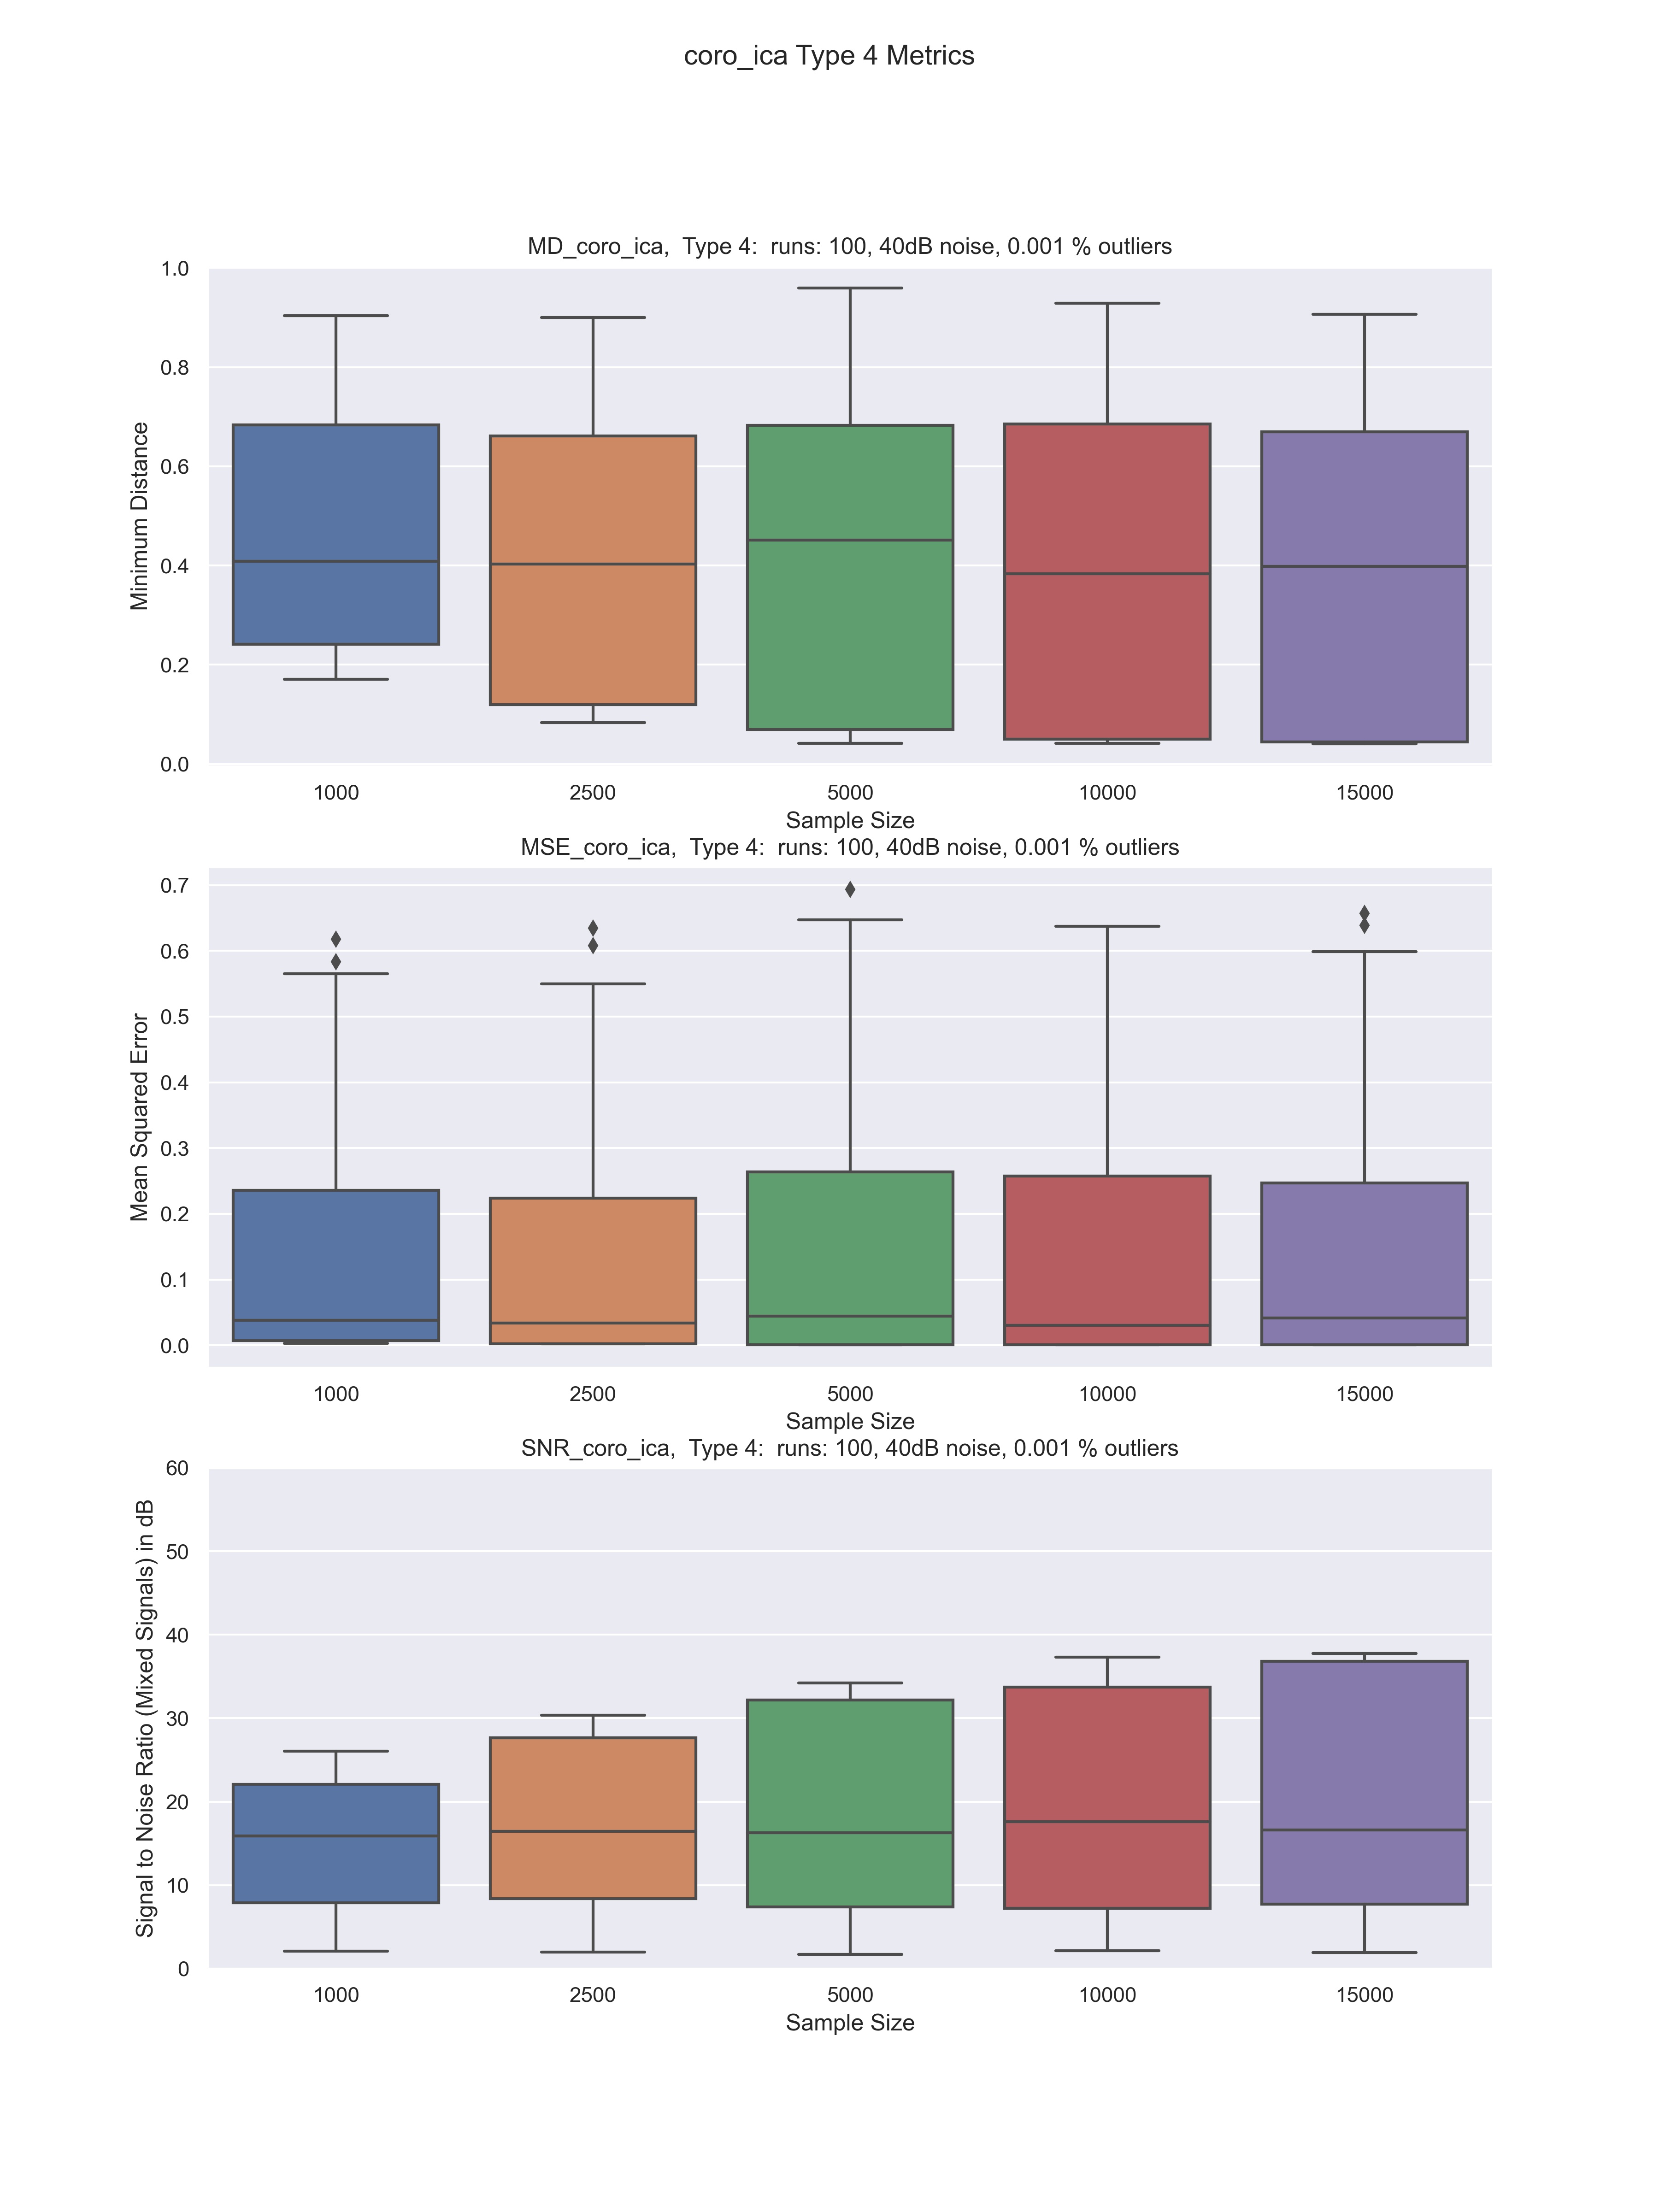 coro_ica Type 4 Metrics
MD_coro_ica,  Type 4:  runs: 100, 40dB noise, 0.001 % outliers
1.0
0.8
0.6
0.4
0.2
0.0
Minimum Distance
1000 2500 5000 10000 15000
Sample Size
MSE_coro_ica,  Type 4:  runs: 100, 40dB noise, 0.001 % outliers
0.7
0.6
0.5
0.4
0.3
0.2
0.1
0.0
Mean Squared Error
1000 2500 5000 10000 15000
Sample Size
SNR_coro_ica,  Type 4:  runs: 100, 40dB noise, 0.001 % outliers
60
50
40
30
20
10
0
Signal to Noise Ratio (Mixed Signals) in dB
1000 2500 5000 10000 15000
Sample Size